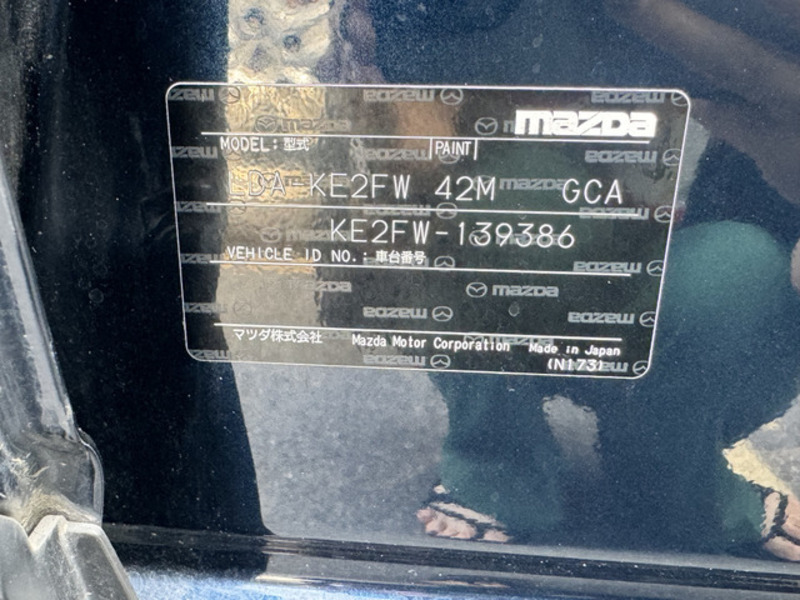 mazda
MODEL:型式 PAINT
LDA-KE2FW 42M GCA
KE2FW-139386
VEHICLE ID NO.:車台番号
マツダ株式会社 Mazda Motor Corporation Made in Japan
(N173)